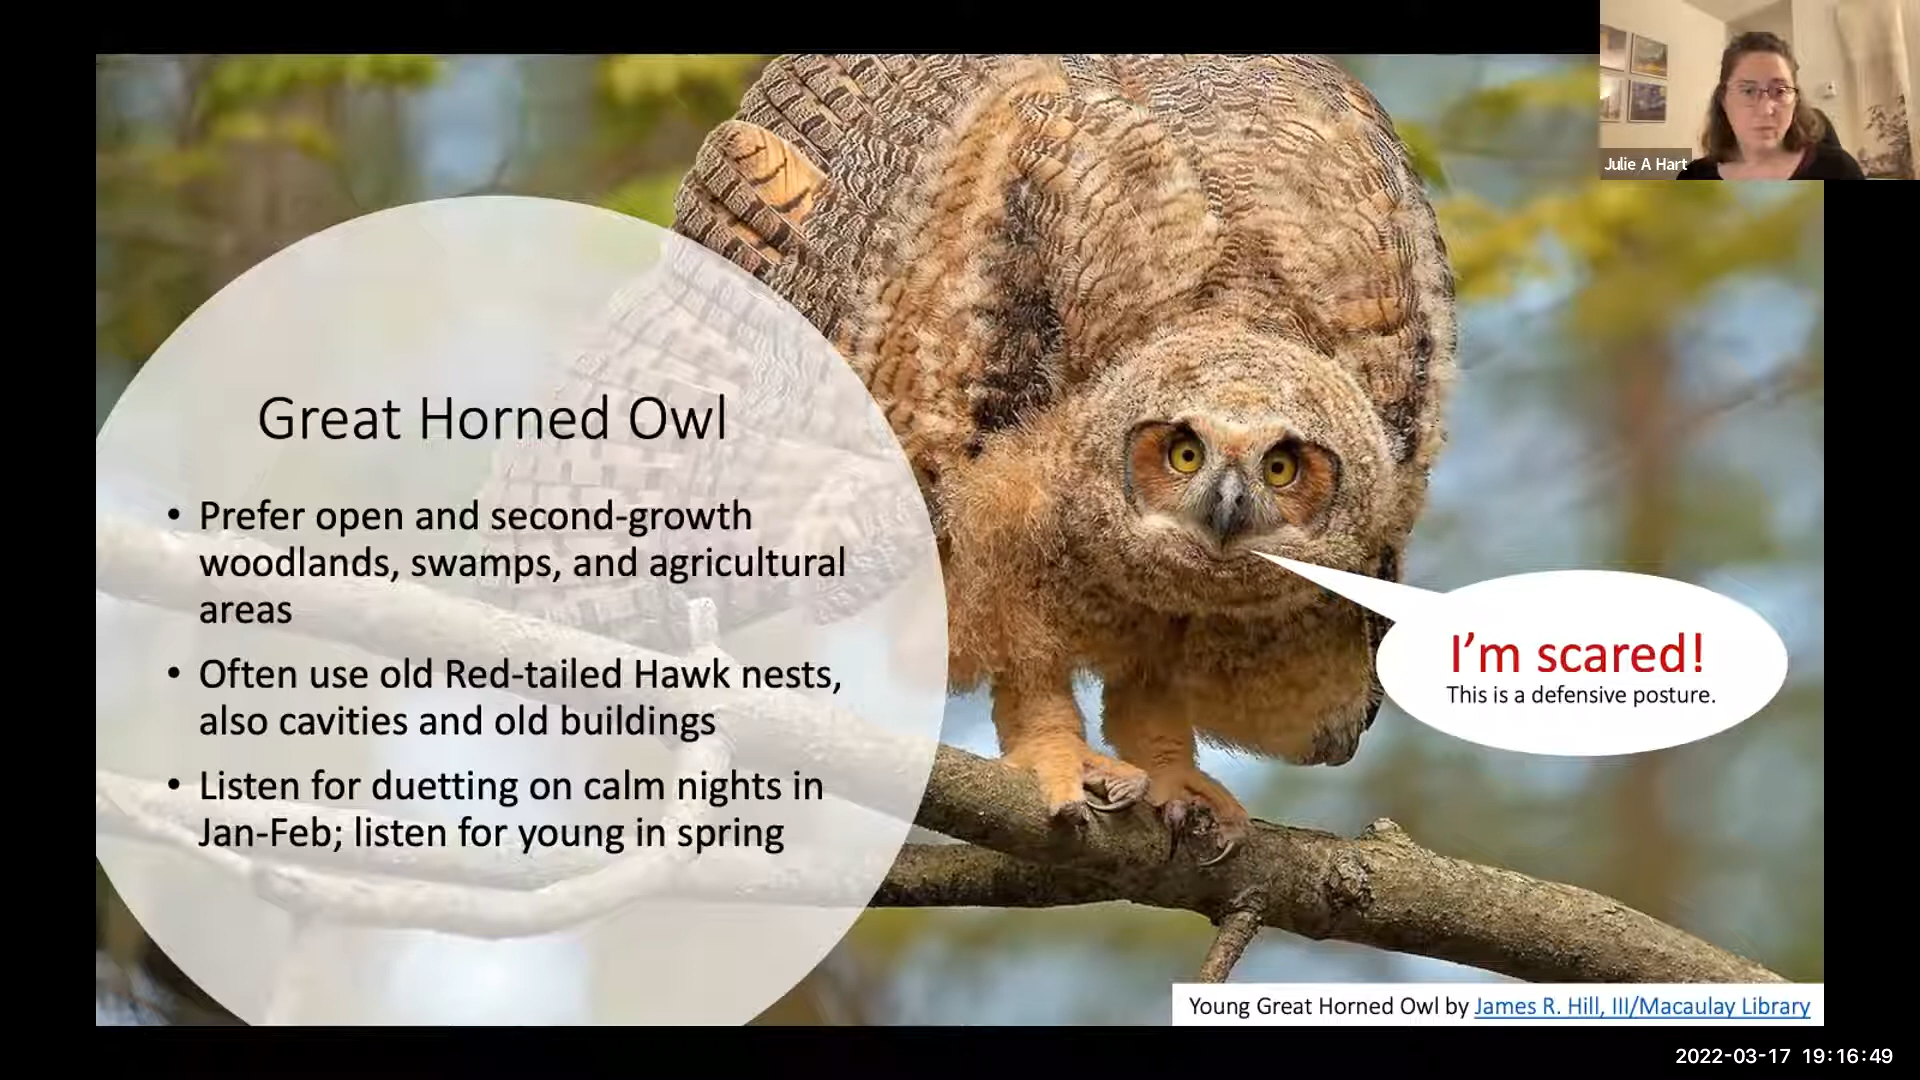 Julie A Hart
Great Horned Owl
• Prefer open and second-growth
woodlands, swamps, and agricultural
areas
• Often use old Red-tailed Hawk nests,
also cavities and old buildings
• Listen for duetting on calm nights in
Jan-Feb; listen for young in spring
I’m scared!
This is a defensive posture.
Young Great Horned Owl by James R. Hill, III/Macaulay Library
2022-03-17 19:16:49